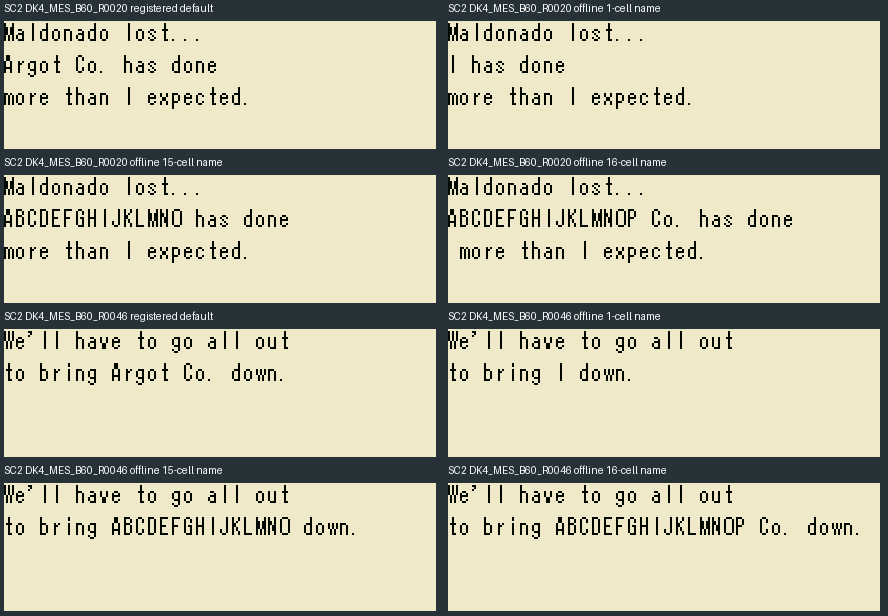 SC2 DK4_MES_B60_R0020 registered default
Maldonado lost...
Argot Co. has done
more than I expected.
SC2 DK4_MES_B60_R0020 offline 1-cell name
Maldonado lost...
I has done
more than I expected.
SC2 DK4_MES_B60_R0020 offline 15-cell name
Maldonado lost...
ABCDEFGHIJKLMNO has done
more than I expected.
SC2 DK4_MES_B60_R0020 offline 16-cell name
Maldonado lost...
ABCDEFGHIJKLMNOP Co. has done
more than I expected.
SC2 DK4_MES_B60_R0046 registered default
We'll have to go all out
to bring Argot Co. down.
SC2 DK4_MES_B60_R0046 offline 1-cell name
We'll have to go all out
to bring I down.
SC2 DK4_MES_B60_R0046 offline 15-cell name
We'll have to go all out
to bring ABCDEFGHIJKLMNO down.
SC2 DK4_MES_B60_R0046 offline 16-cell name
We'll have to go all out
to bring ABCDEFGHIJKLMNOP Co. down.